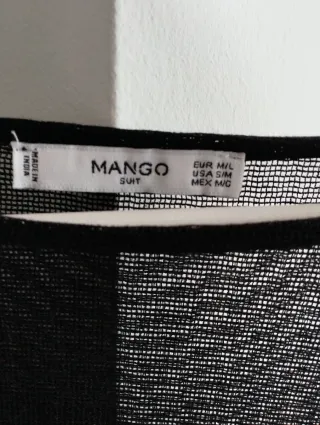 MADE IN
INDIA
MANGO
SUIT
EUR M/L
USA S/M
MEX M/G